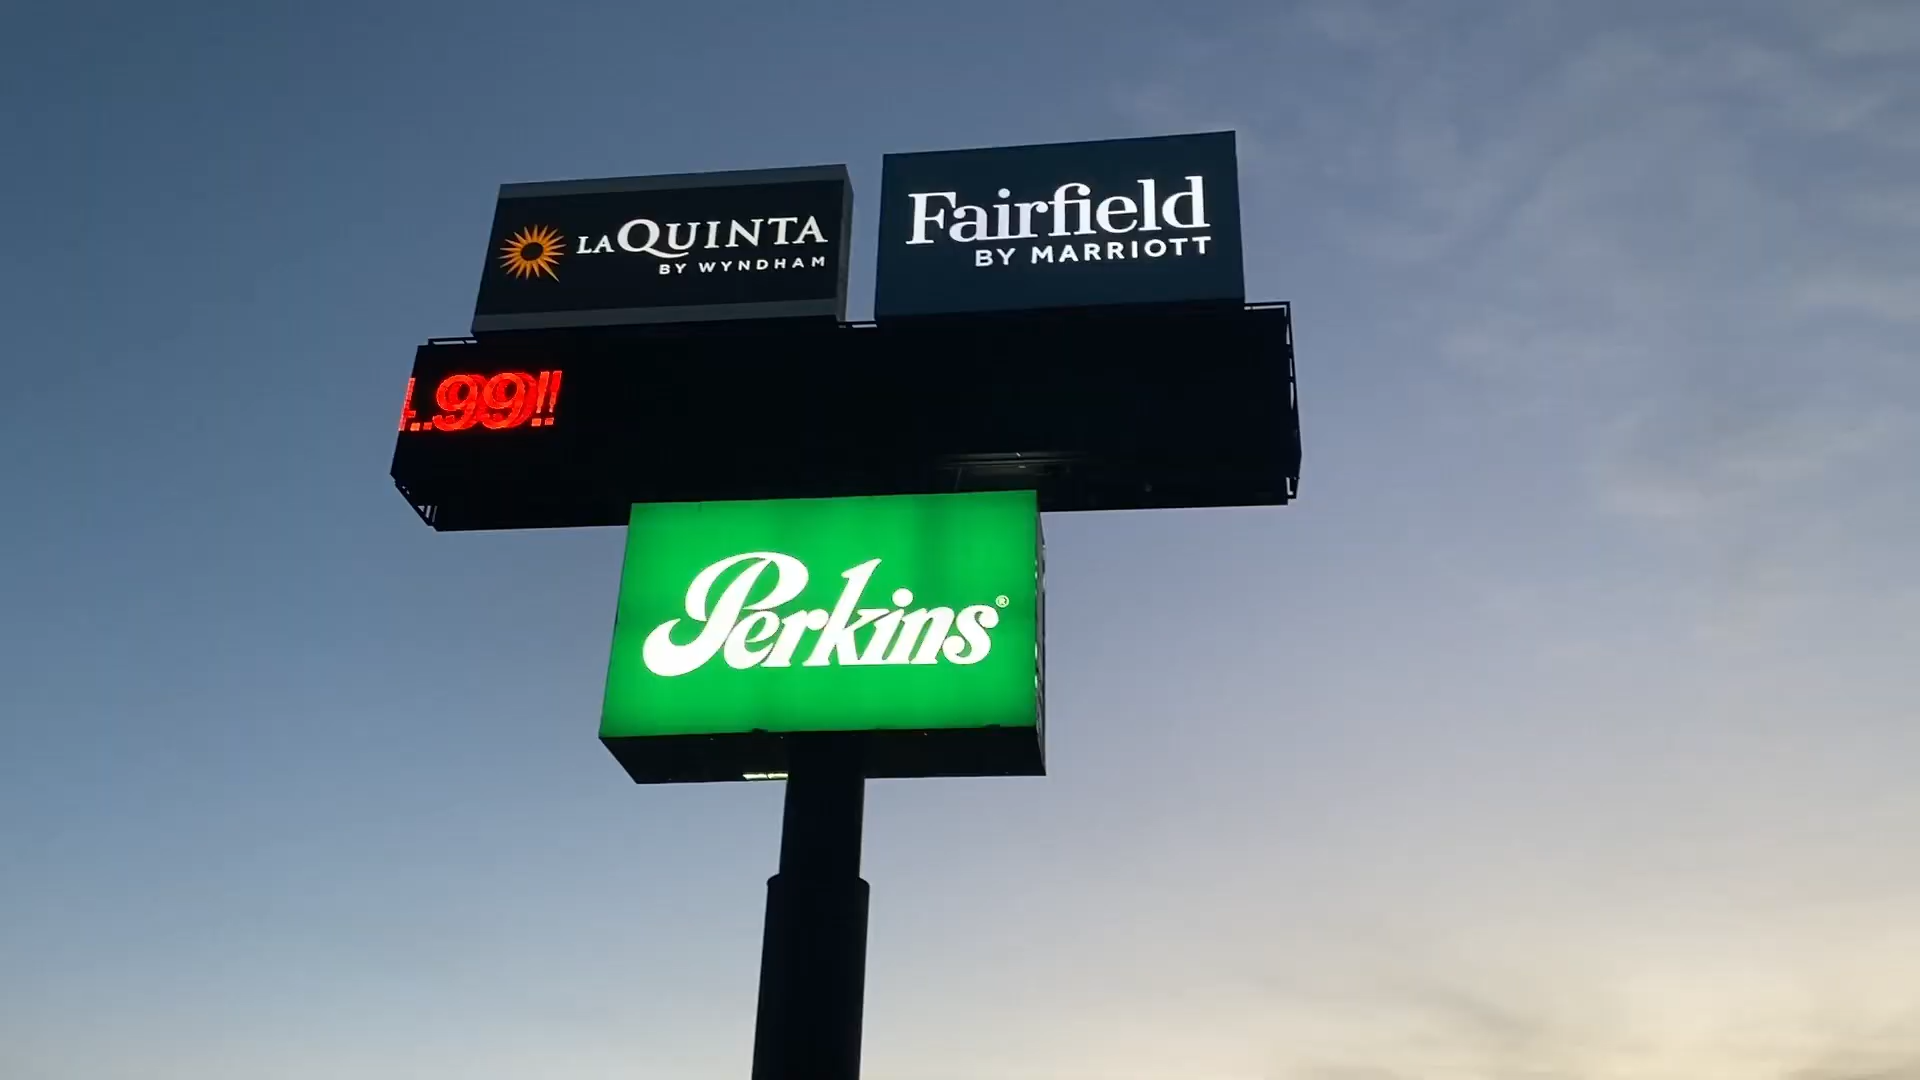 LAQUINTA
BY WYNDHAM
Fairfield
BY MARRIOTT
.99!!
Perkins®